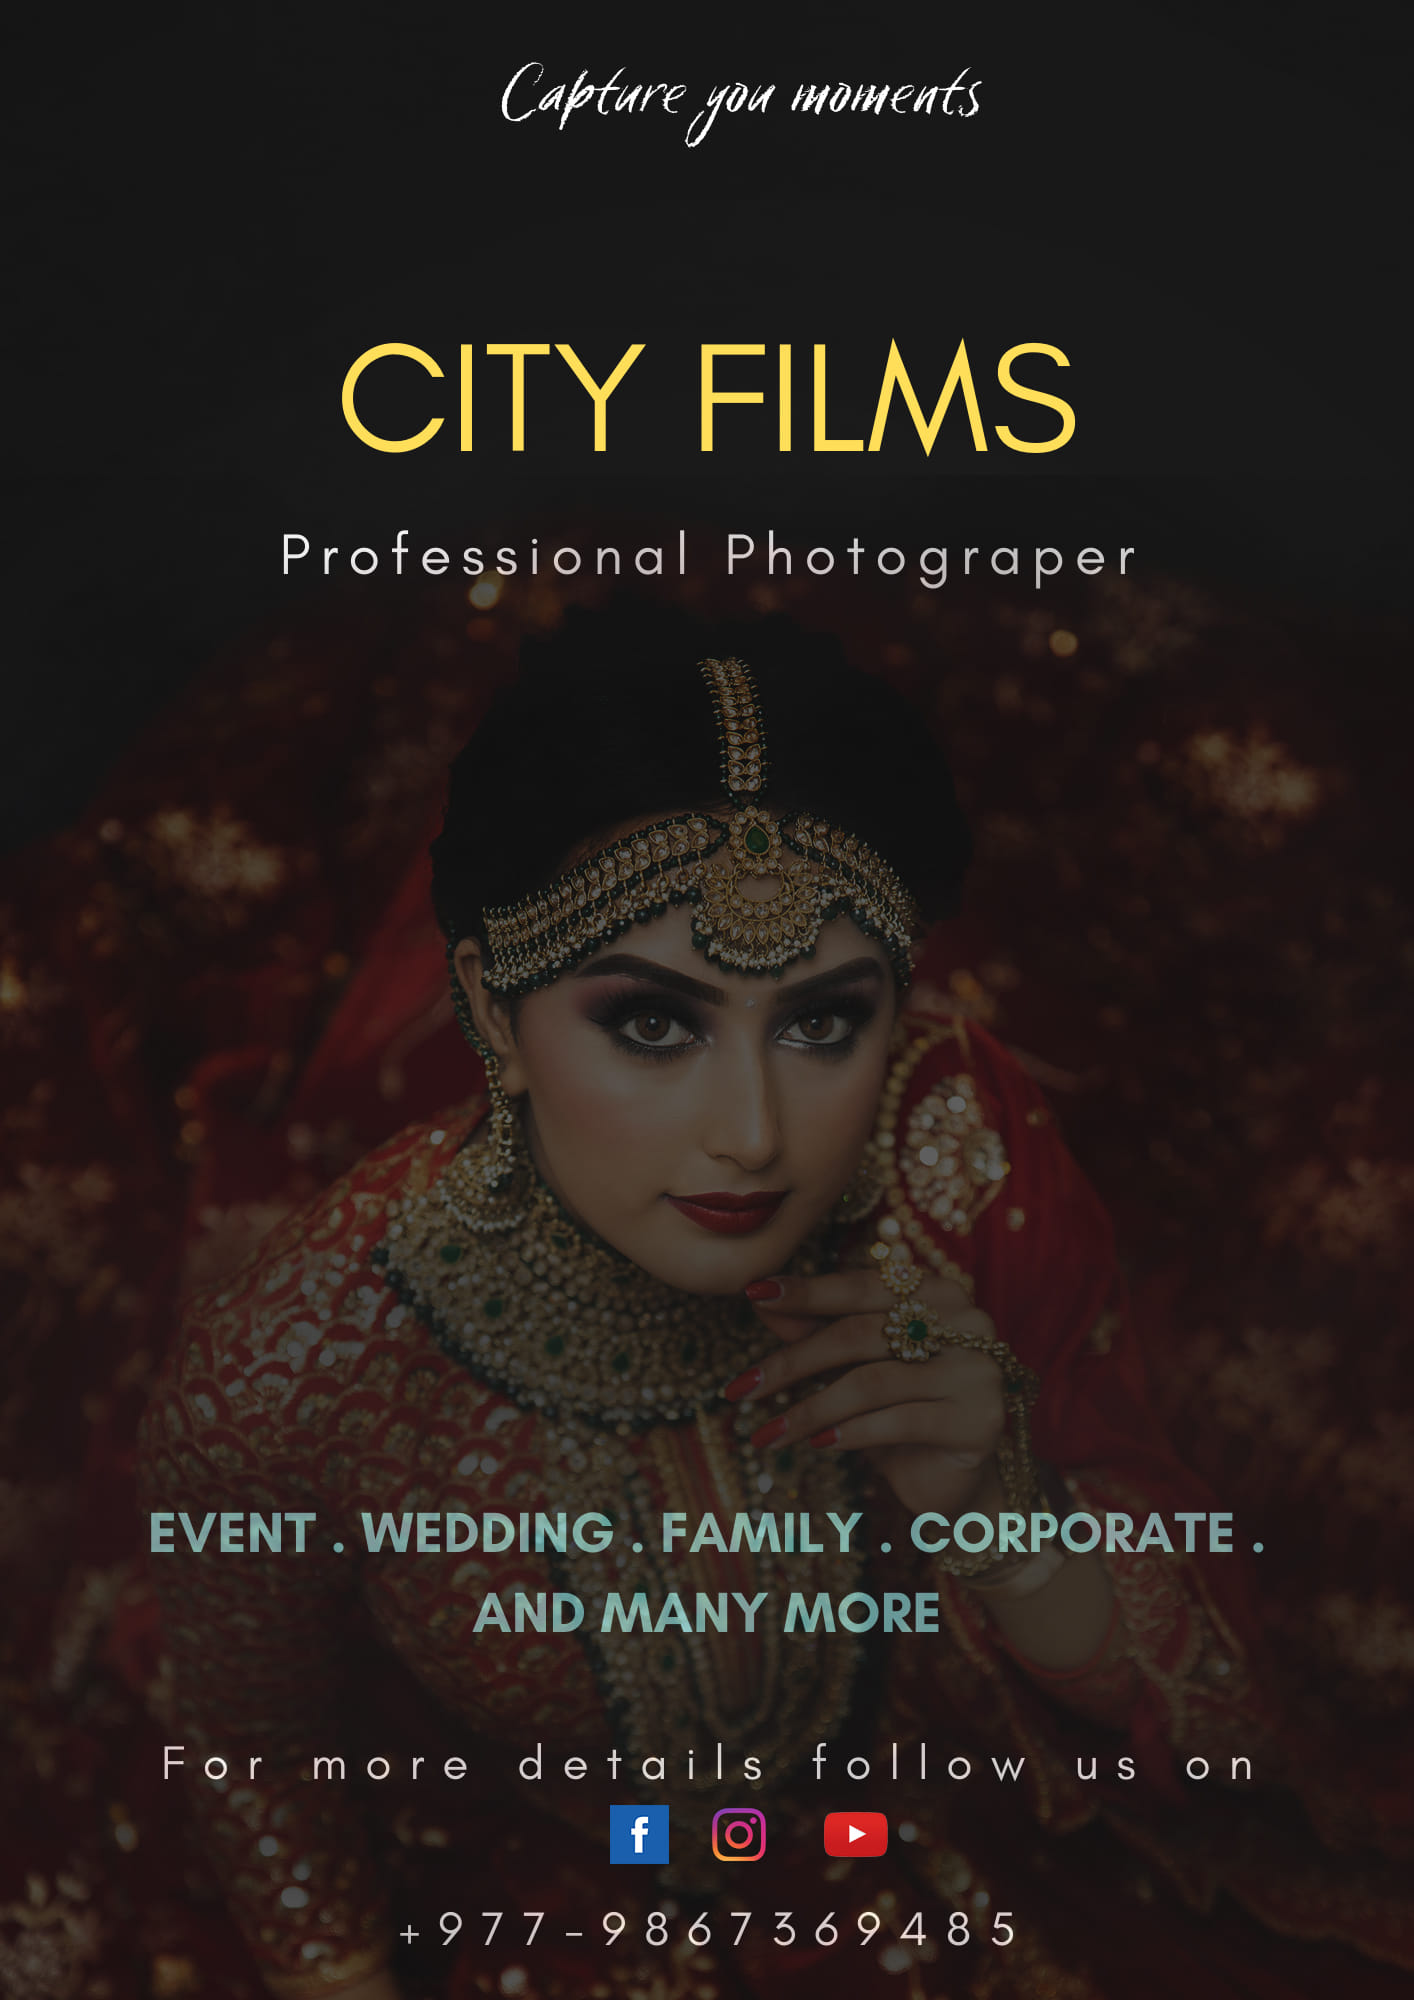 Capture you moments
CITY FILMS
Professional Photograper
EVENT . WEDDING . FAMILY . CORPORATE .
AND MANY MORE
For more details follow us on
+977-9867369485